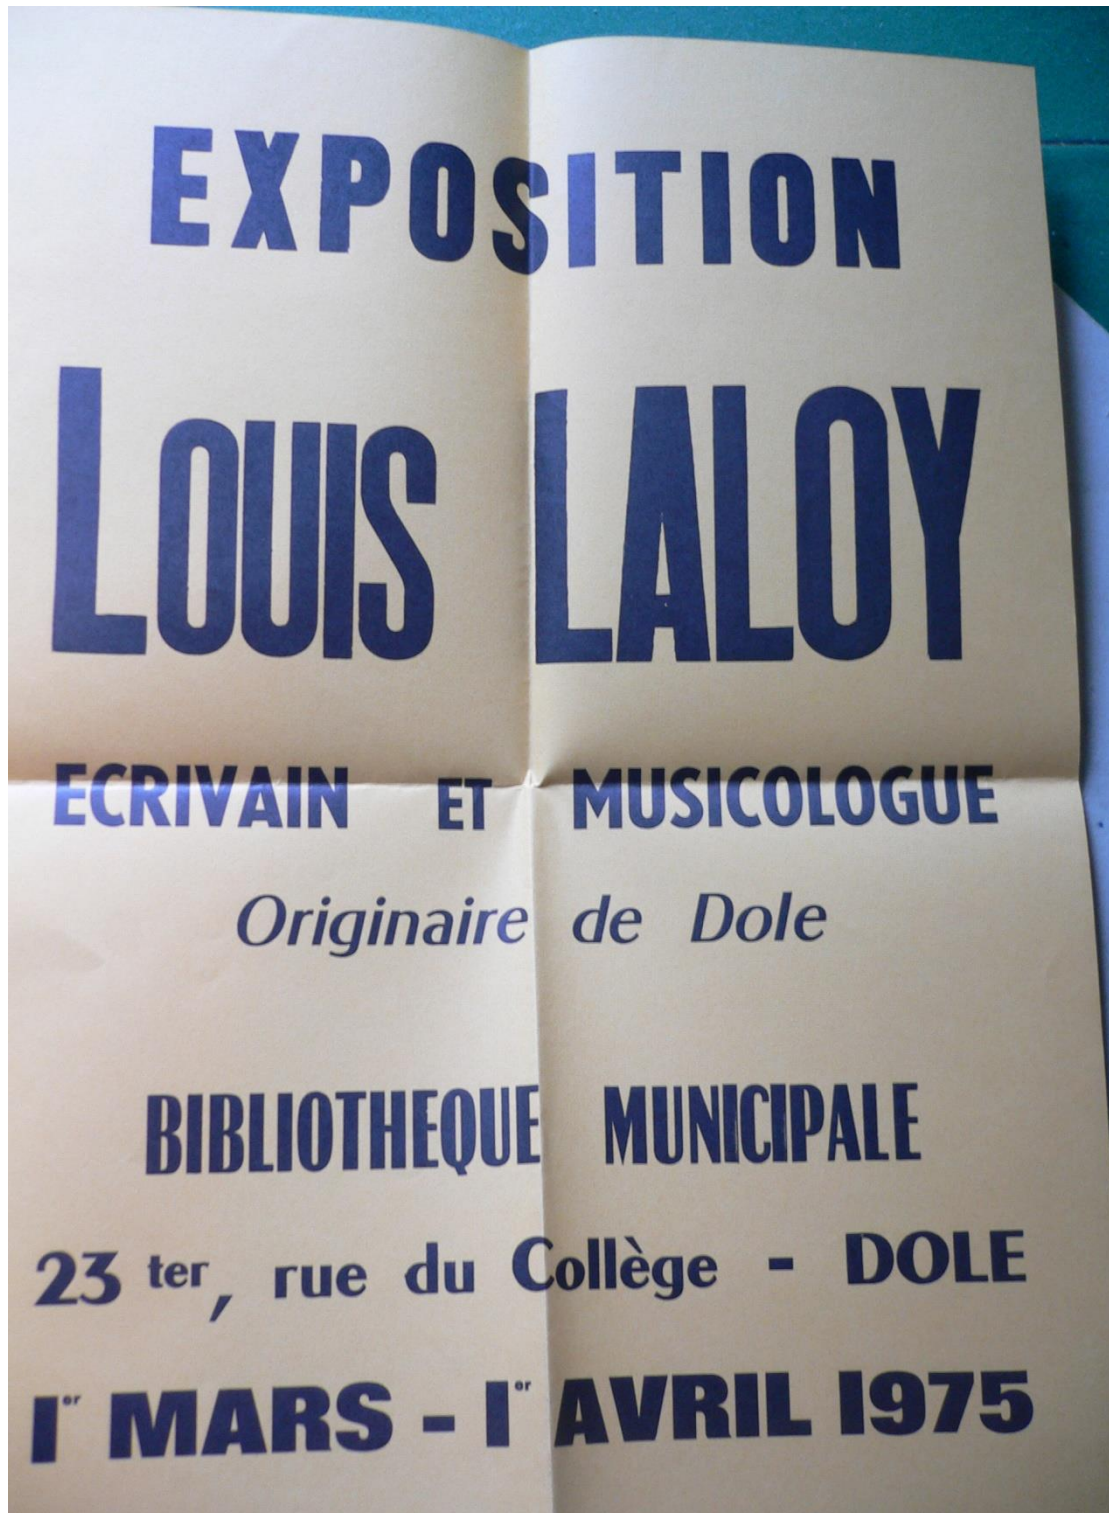 EXPOSITION
LOUIS LALOY
ECRIVAIN ET MUSICOLOGUE
Originaire de Dole
BIBLIOTHEQUE MUNICIPALE
23 ter, rue du Collège - DOLE
1er MARS - 1er AVRIL 1975